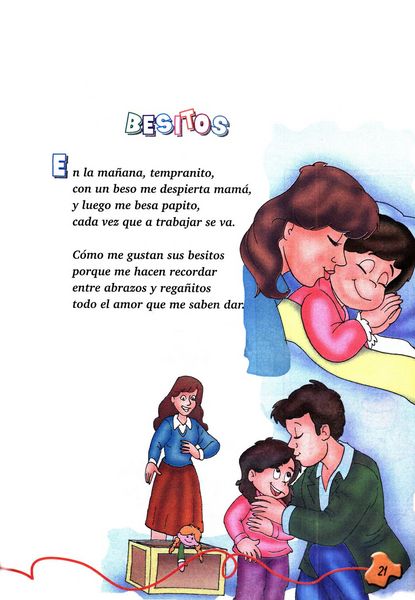 BESITOS
En la mañana, tempranito,
con un beso me despierta mamá,
y luego me besa papito,
cada vez que a trabajar se va.
Cómo me gustan sus besitos
porque me hacen recordar
entre abrazos y regañitos
todo el amor que me saben dar.
21